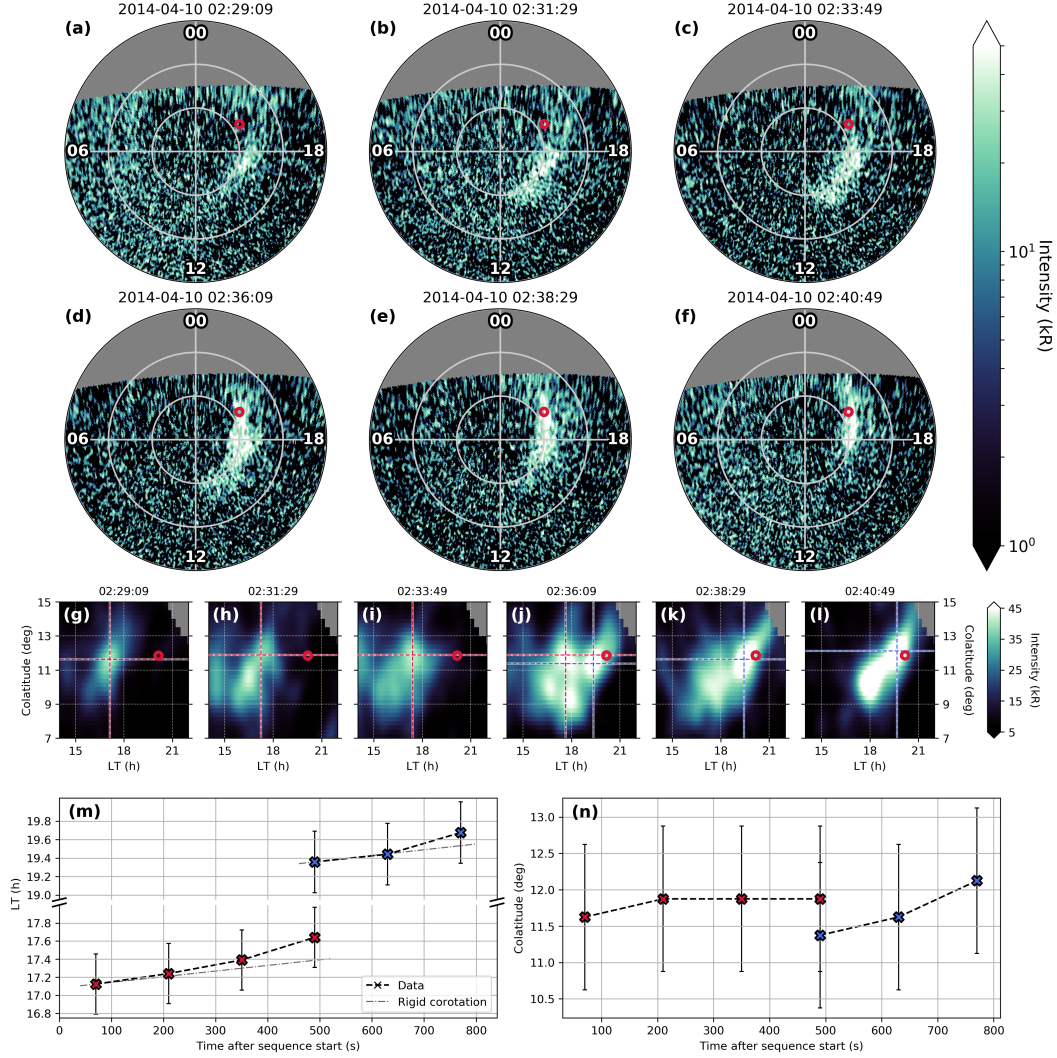 2014-04-10 02:29:09
2014-04-10 02:31:29
2014-04-10 02:33:49
(a)
(b)
(c)
00
00
00
06
18
06
18
06
18
12
12
12
10¹
10⁰
Intensity (kR)
2014-04-10 02:36:09
2014-04-10 02:38:29
2014-04-10 02:40:49
(d)
(e)
(f)
00
00
00
06
18
06
18
06
18
12
12
12
02:29:09
02:31:29
02:33:49
02:36:09
02:38:29
02:40:49
(g)
(h)
(i)
(j)
(k)
(l)
15
13
11
9
7
Colatitude (deg)
15
13
11
9
7
Colatitude (deg)
45
35
25
15
5
Intensity (kR)
15 18 21
15 18 21
15 18 21
15 18 21
15 18 21
15 18 21
LT (h)
LT (h)
LT (h)
LT (h)
LT (h)
LT (h)
(m)
19.8
19.6
19.4
19.2
19.0
17.8
17.6
17.4
17.2
17.0
16.8
LT (h)
Data
Rigid corotation
0 100 200 300 400 500 600 700 800
Time after sequence start (s)
(n)
13.0
12.5
12.0
11.5
11.0
10.5
Colatitude (deg)
100 200 300 400 500 600 700 800
Time after sequence start (s)